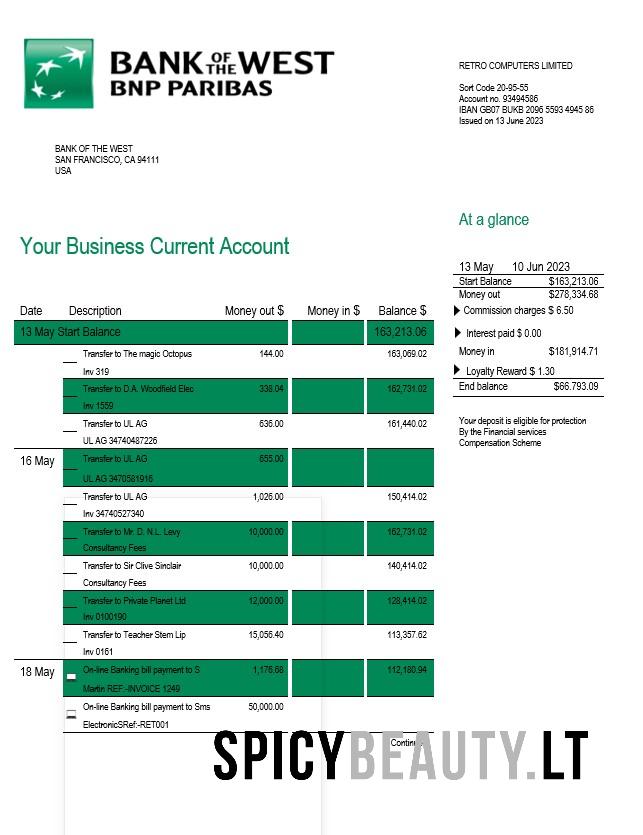 BANK OF THE WEST
BNP PARIBAS
RETRO COMPUTERS LIMITED
Sort Code 20-95-55
Account no. 93494586
IBAN GB07 BUKB 2096 5593 4945 86
Issued on 13 June 2023
BANK OF THE WEST
SAN FRANCISCO, CA 94111
USA
At a glance
Your Business Current Account
13 May 10 Jun 2023
Start Balance $163,213.06
Money out $278,334.68
Commission charges $ 6.50
Interest paid $ 0.00
Money in $181,914.71
Loyalty Reward $ 1.30
End balance $66.793.09
Your deposit is eligible for protection
By the Financial services
Compensation Scheme
Date Description Money out $ Money in $ Balance $
13 May Start Balance 163,213.06
Transfer to The magic Octopus 144.00 163,069.02
Inv 319
Transfer to D.A. Woodfield Elec 338.04 162,731.02
Inv 1559
Transfer to UL AG 636.00 161,440.02
UL AG 34740487226
16 May Transfer to UL AG 655.00
UL AG 3470581916
Transfer to UL AG 1,026.00 150,414.02
Inv 34740527340
Transfer to Mr. D. N.L. Levy 10,000.00 162,731.02
Consultancy Fees
Transfer to Sir Clive Sinclair 10,000.00 140,414.02
Consultancy Fees
Transfer to Private Planet Ltd 12,000.00 128,414.02
Inv 0100190
Transfer to Teacher Stem Lip 15,056.40 113,357.62
Inv 0161
18 May On-line Banking bill payment to S 1,176.68 112,180.94
Martin REF:-INVOICE 1249
On-line Banking bill payment to Sms 50,000.00
ElectronicSRef:-RET001
SPICYBEAUTY.LT